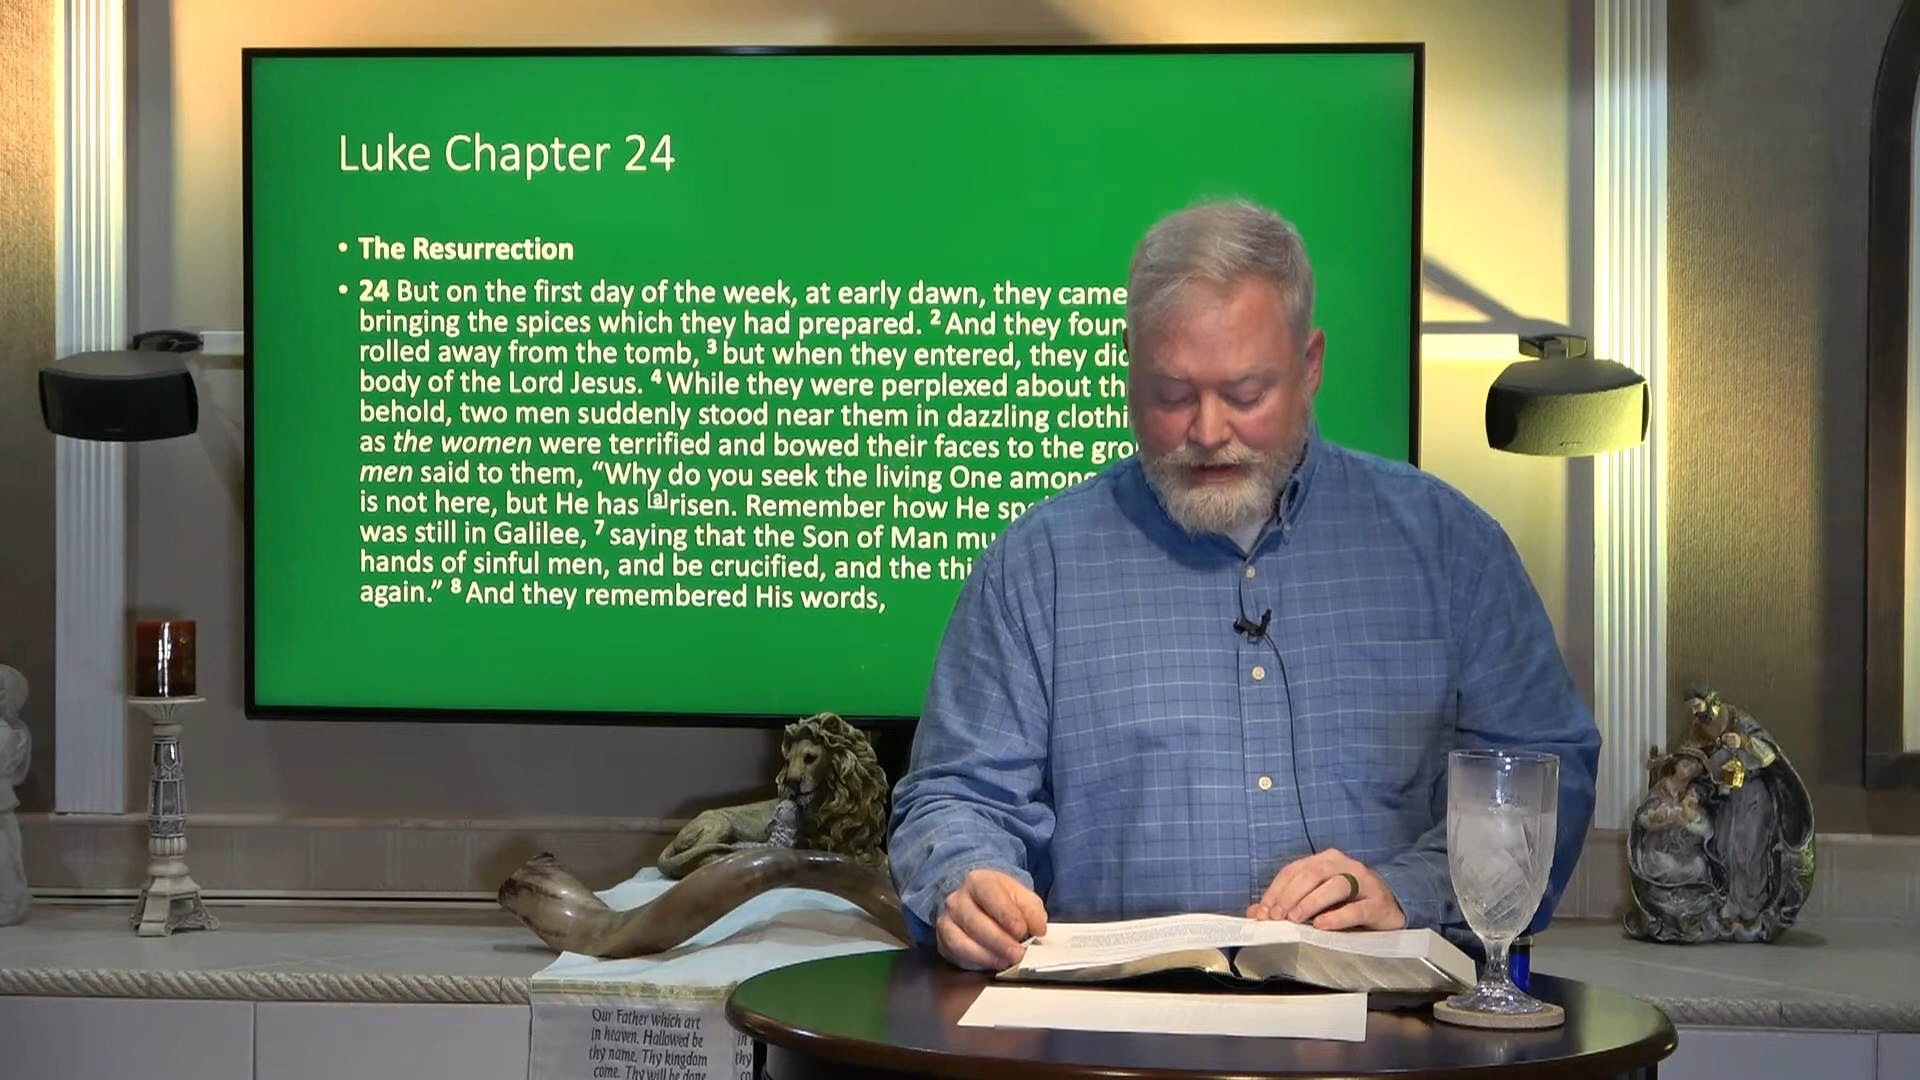 Luke Chapter 24
• The Resurrection
• 24 But on the first day of the week, at early dawn, they came
bringing the spices which they had prepared. 2 And they foun
rolled away from the tomb, 3 but when they entered, they did
body of the Lord Jesus. 4 While they were perplexed about th
behold, two men suddenly stood near them in dazzling clothi
as the women were terrified and bowed their faces to the gro
men said to them, “Why do you seek the living One among
is not here, but He has [a]risen. Remember how He spo
was still in Galilee, 7 saying that the Son of Man mu
hands of sinful men, and be crucified, and the thi
again.” 8 And they remembered His words,
Our Father which art
in heaven. Hallowed be
thy name. Thy kingdom
come. Thy will be done
in
thy
co